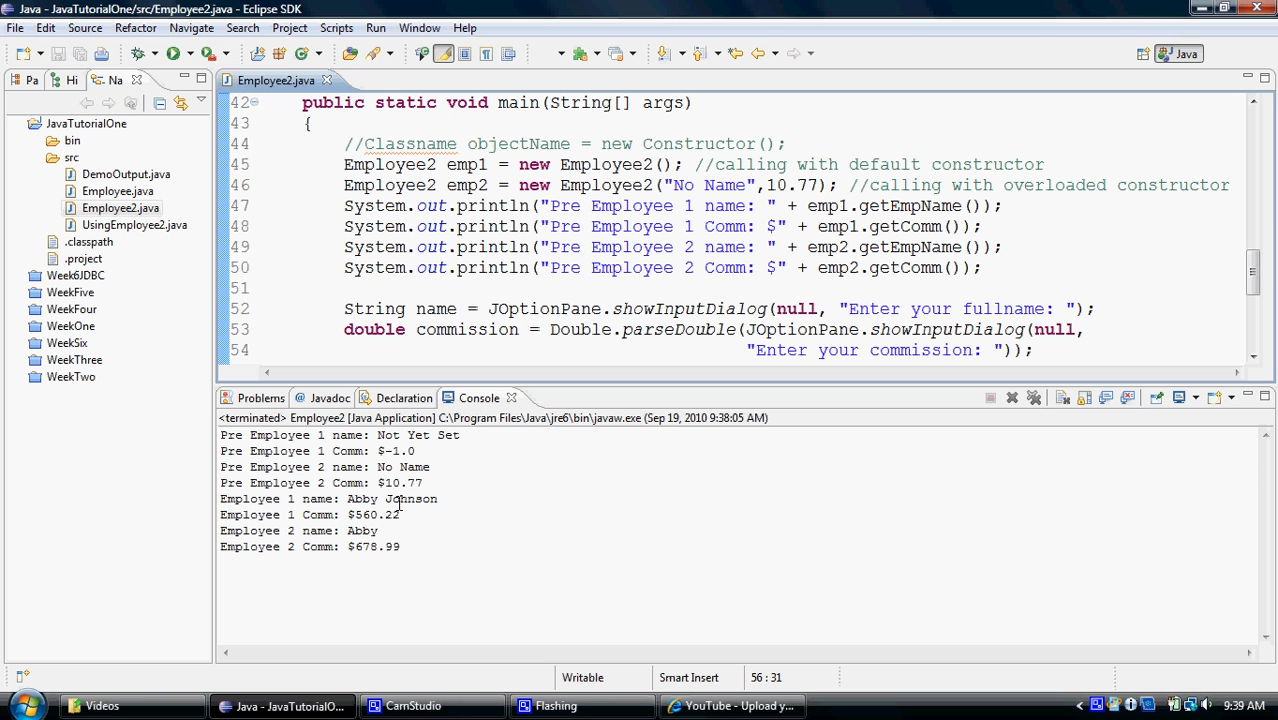 Java - JavaTutorialOne/src/Employee2.java - Eclipse SDK
File Edit Source Refactor Navigate Search Project Scripts Run Window Help
Java
Pa Hi Na
Employee2.java
JavaTutorialOne
bin
src
DemoOutput.java
Employee.java
Employee2.java
UsingEmployee2.java
.classpath
.project
Week6JDBC
WeekFive
WeekFour
WeekOne
WeekSix
WeekThree
WeekTwo
42 public static void main(String[] args)
43 {
44 //Classname objectName = new Constructor();
45 Employee2 emp1 = new Employee2(); //calling with default constructor
46 Employee2 emp2 = new Employee2("No Name",10.77); //calling with overloaded constructor
47 System.out.println("Pre Employee 1 name: " + emp1.getEmpName());
48 System.out.println("Pre Employee 1 Comm: $" + emp1.getComm());
49 System.out.println("Pre Employee 2 name: " + emp2.getEmpName());
50 System.out.println("Pre Employee 2 Comm: $" + emp2.getComm());
51
52 String name = JOptionPane.showInputDialog(null, "Enter your fullname: ");
53 double commission = Double.parseDouble(JOptionPane.showInputDialog(null,
54 "Enter your commission: "));
Problems @ Javadoc Declaration Console
<terminated> Employee2 [Java Application] C:\Program Files\Java\jre6\bin\javaw.exe (Sep 19, 2010 9:38:05 AM)
Pre Employee 1 name: Not Yet Set
Pre Employee 1 Comm: $-1.0
Pre Employee 2 name: No Name
Pre Employee 2 Comm: $10.77
Employee 1 name: Abby Johnson
Employee 1 Comm: $560.22
Employee 2 name: Abby
Employee 2 Comm: $678.99
Writable Smart Insert 56 : 31
Videos Java - JavaTutorialO... CamStudio Flashing YouTube - Upload y... 9:39 AM